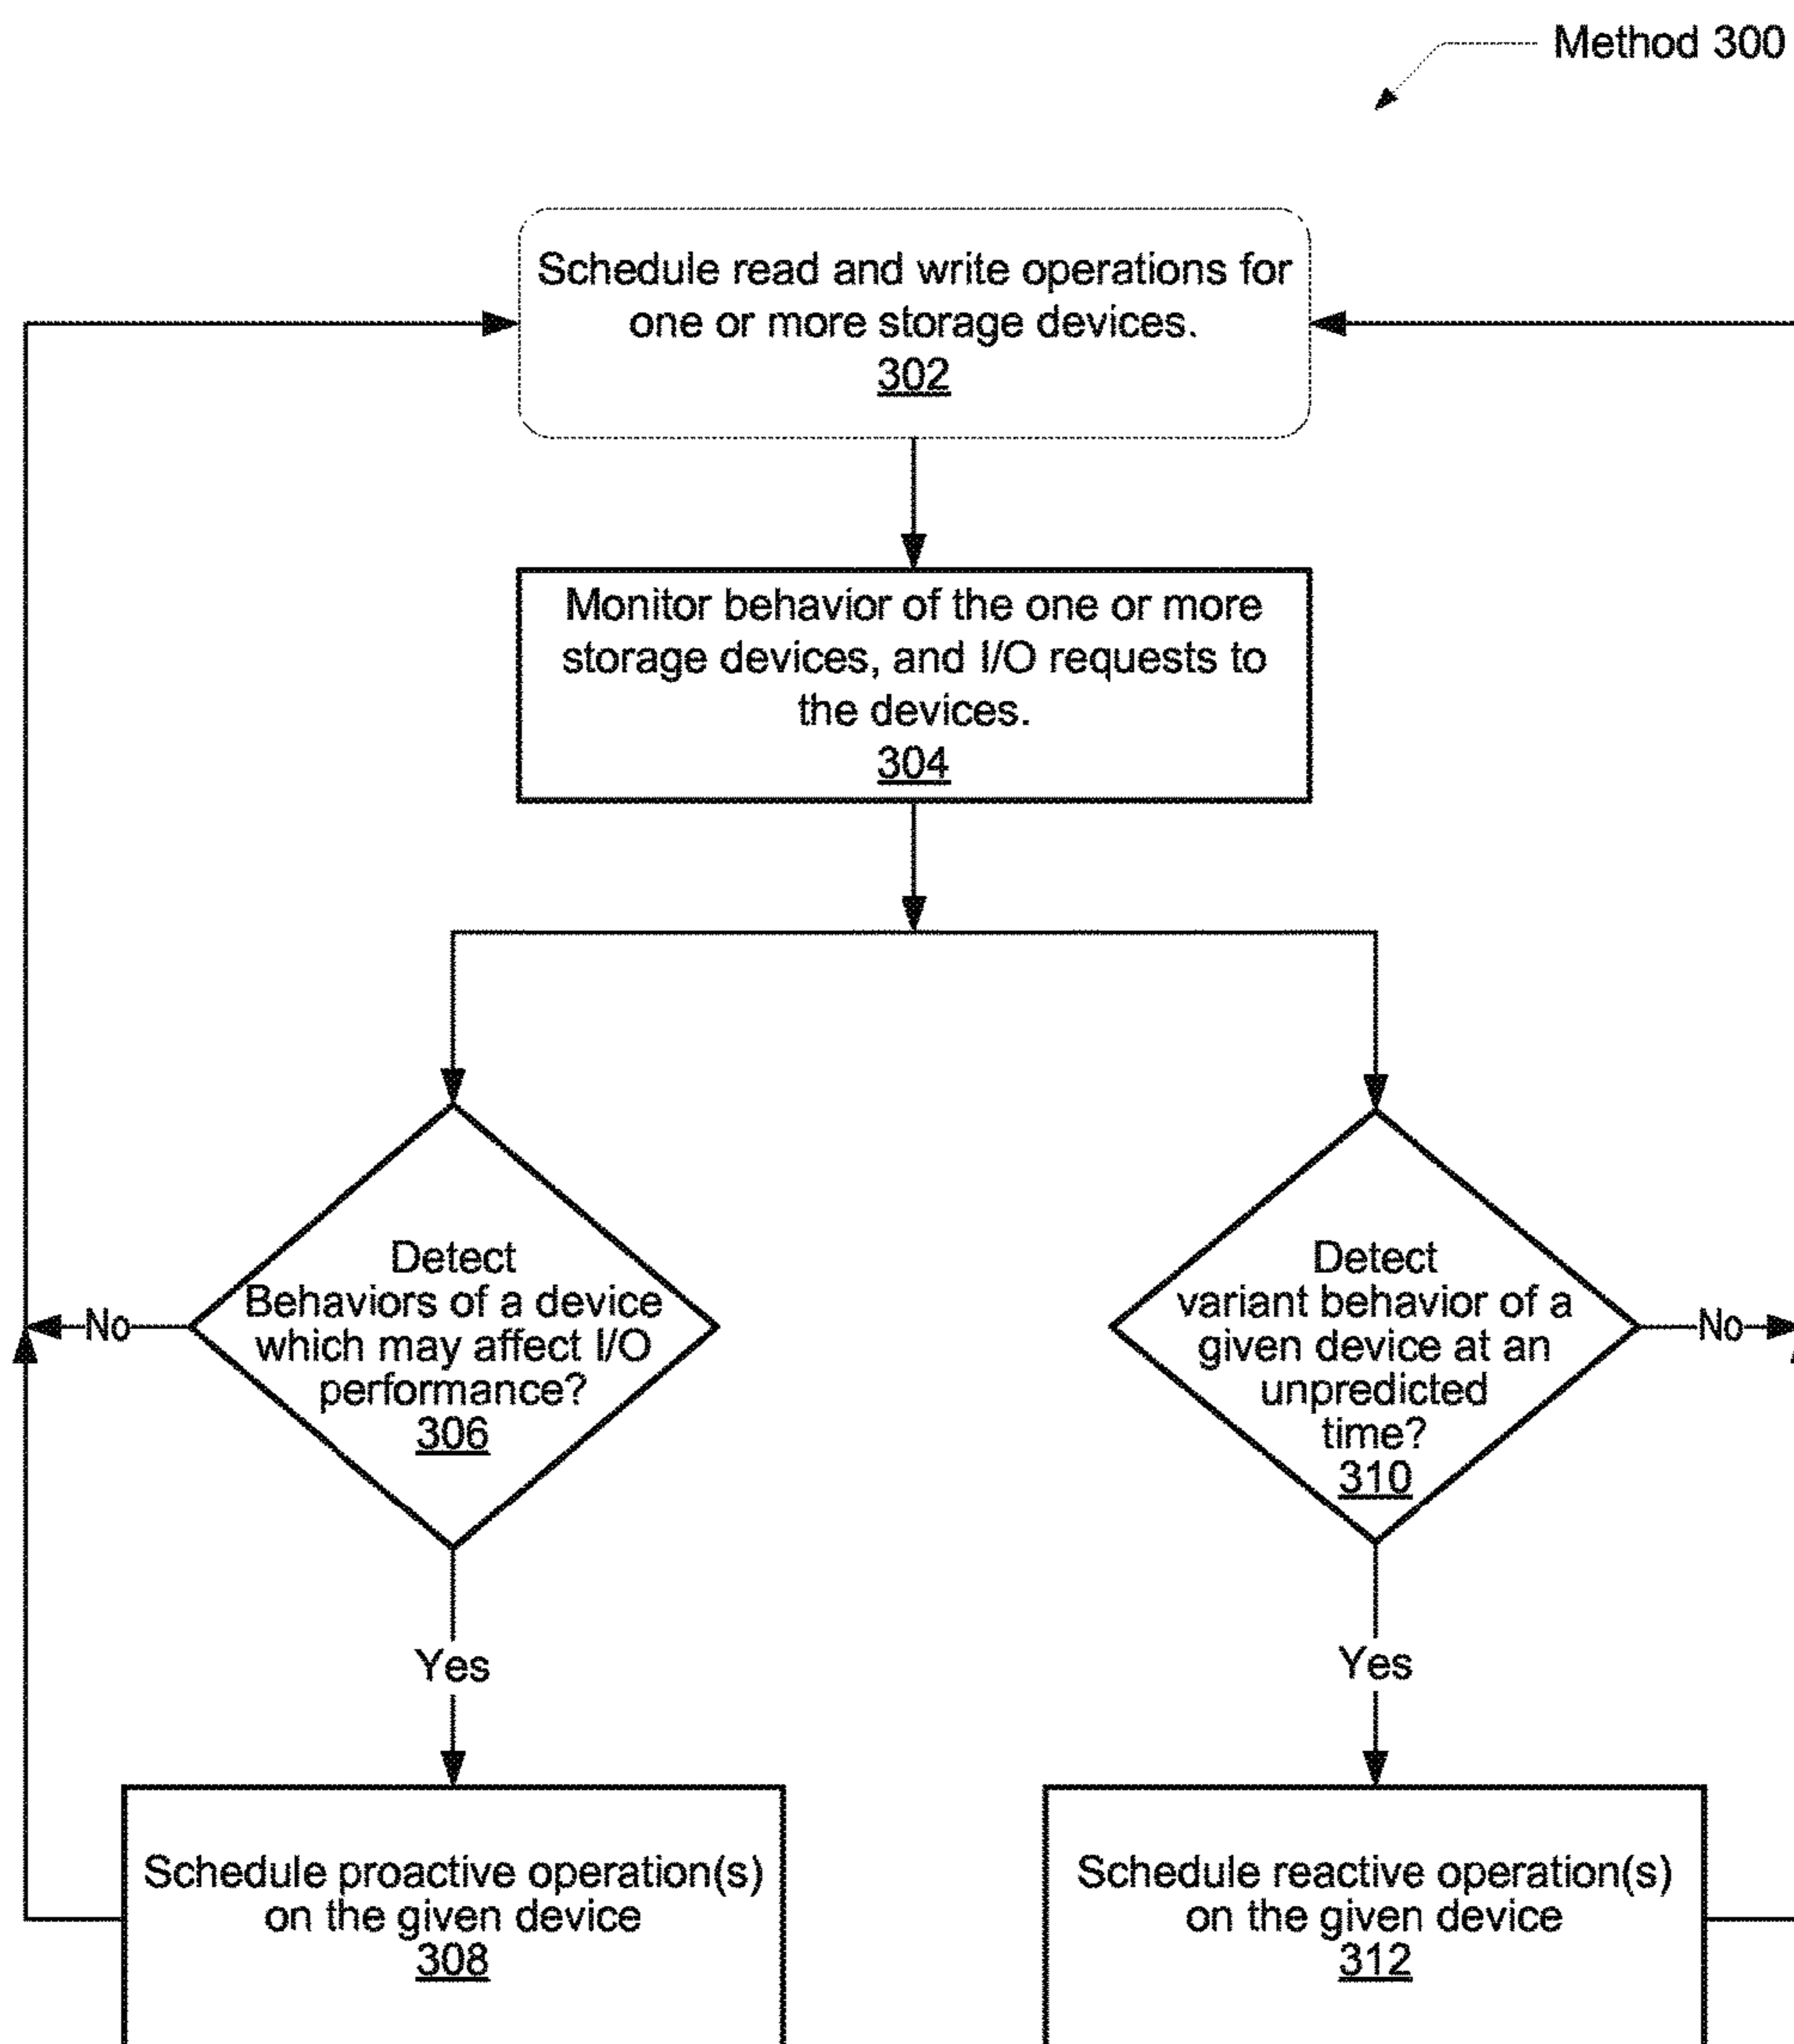 Method 300
Schedule read and write operations for
one or more storage devices.
302
Monitor behavior of the one or more
storage devices, and I/O requests to
the devices.
304
Detect
Behaviors of a device
which may affect I/O
performance?
306
No
Yes
Detect
variant behavior of a
given device at an
unpredicted
time?
310
No
Yes
Schedule proactive operation(s)
on the given device
308
Schedule reactive operation(s)
on the given device
312